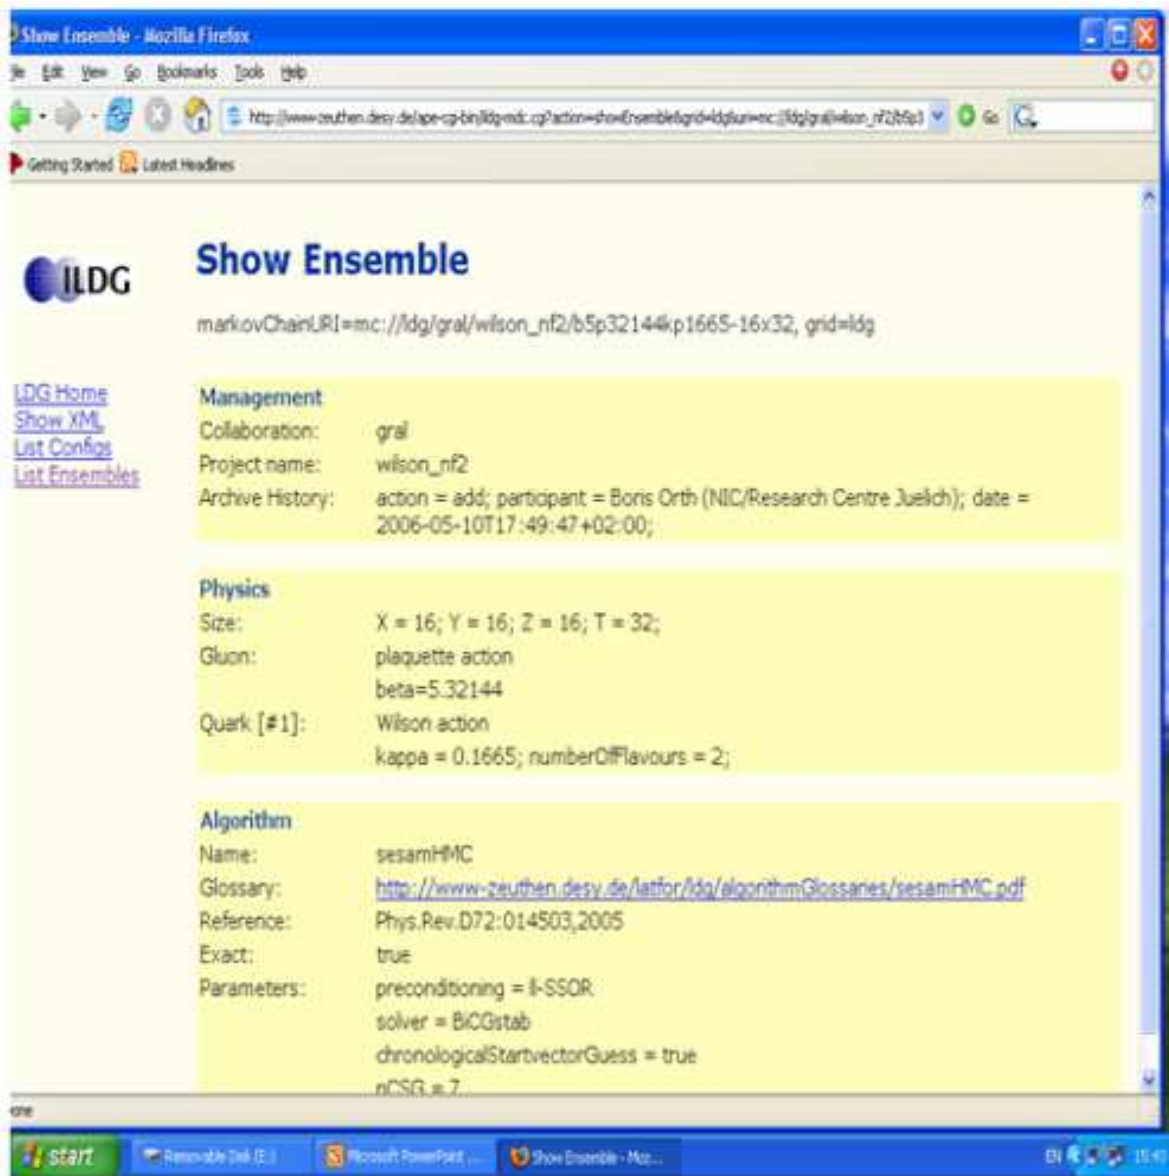 Show Ensemble - Mozilla Firefox
Edit View Go Bookmarks Tools Help
Go
Getting Started Latest Headlines
ILDG
Show Ensemble
markovChainURI=mc://ldg/gral/wilson_nf2/b5p32144kp1665-16x32, grid=ldg
LDG Home
Show XML
List Configs
List Ensembles
Management
Collaboration: gral
Project name: wilson_nf2
Archive History: action = add; participant = Boris Orth (NIC/Research Centre Juelich); date =
2006-05-10T17:49:47+02:00;
Physics
Size: X = 16; Y = 16; Z = 16; T = 32;
Gluon: plaquette action
beta=5.32144
Quark [#1]: Wilson action
kappa = 0.1665; numberOfFlavours = 2;
Algorithm
Name: sesamHMC
Glossary: http://www-zeuthen.desy.de/latfor/ldg/algorithmGlossaries/sesamHMC.pdf
Reference: Phys.Rev.D72:014503,2005
Exact: true
Parameters: preconditioning = ll-SSOR
solver = BiCGstab
chronologicalStartvectorGuess = true
nCSG = 7
start Removable Disk (E:) Microsoft PowerPoint ... Show Ensemble - Moz... EN